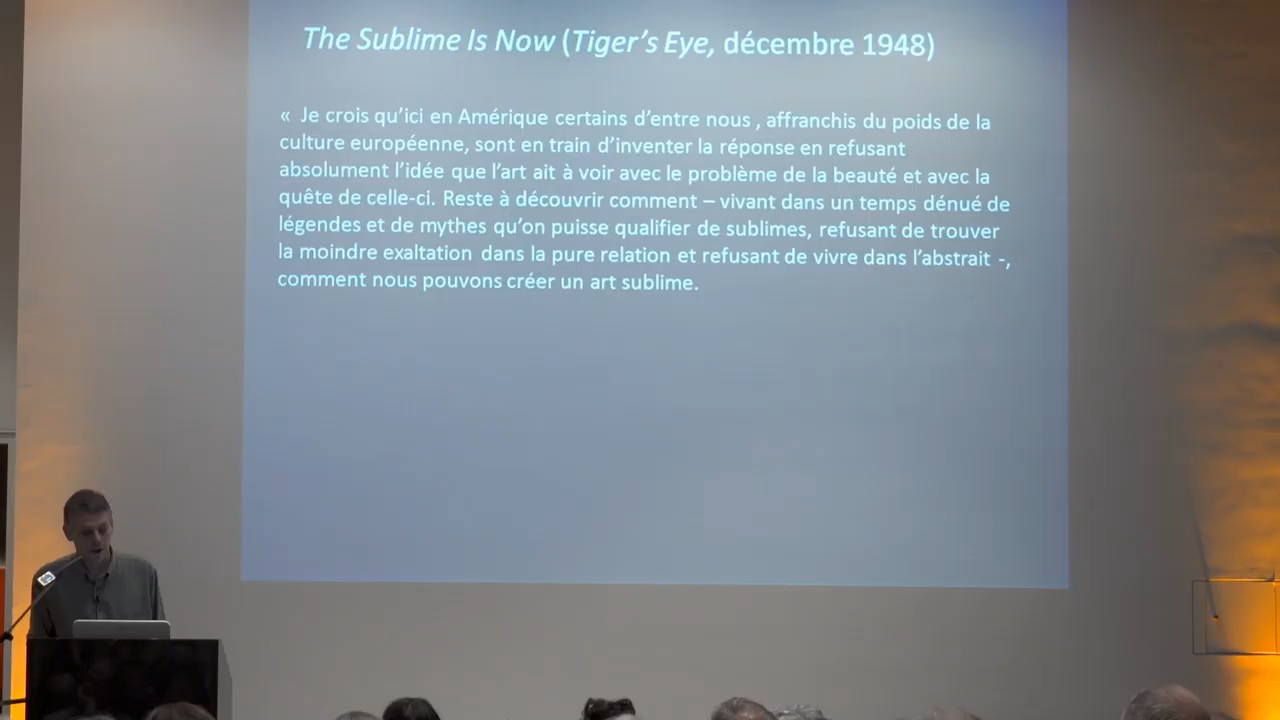 The Sublime Is Now (Tiger’s Eye, décembre 1948)
«  Je crois qu’ici en Amérique certains d’entre nous , affranchis du poids de la
culture européenne, sont en train d’inventer la réponse en refusant
absolument l’idée que l’art ait à voir avec le problème de la beauté et avec la
quête de celle-ci. Reste à découvrir comment – vivant dans un temps dénué de
légendes et de mythes qu’on puisse qualifier de sublimes, refusant de trouver
la moindre exaltation dans la pure relation et refusant de vivre dans l’abstrait -,
comment nous pouvons créer un art sublime.